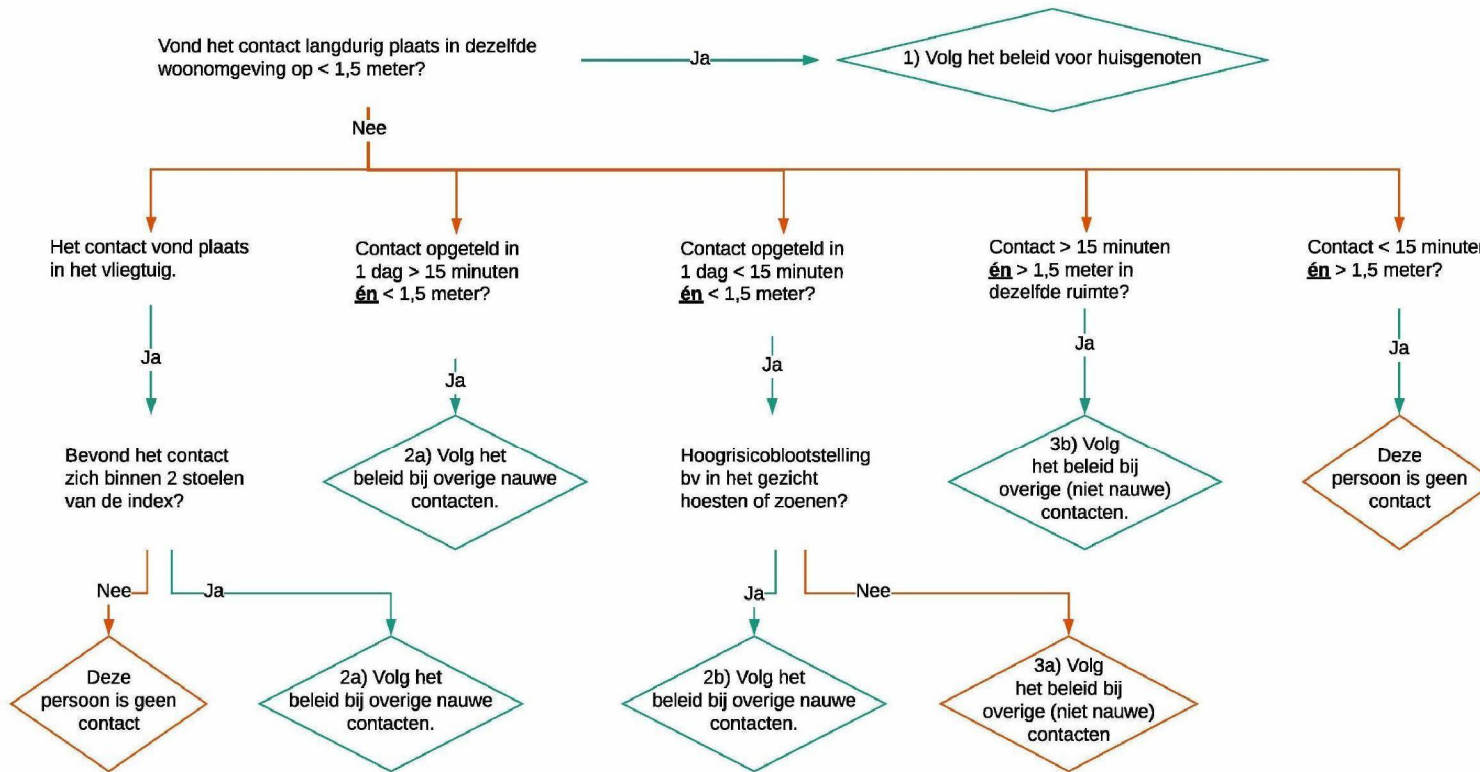 Vond het contact langdurig plaats in dezelfde
woonomgeving op < 1,5 meter?
Ja
1) Volg het beleid voor huisgenoten
Nee
Het contact vond plaats
in het vliegtuig.
Contact opgeteld in
1 dag > 15 minuten
én < 1,5 meter?
Contact opgeteld in
1 dag < 15 minuten
én < 1,5 meter?
Contact > 15 minuten
én > 1,5 meter in
dezelfde ruimte?
Contact < 15 minuten
én > 1,5 meter?
Ja
Ja
Ja
Ja
Ja
Bevond het contact
zich binnen 2 stoelen
van de index?
2a) Volg het
beleid bij overige nauwe
contacten.
Hoogrisicoblootstelling
bv in het gezicht
hoesten of zoenen?
3b) Volg
het beleid bij
overige (niet nauwe)
contacten.
Deze
persoon is geen
contact
Nee
Ja
Ja
Nee
Deze
persoon is geen
contact
2a) Volg het
beleid bij overige nauwe
contacten.
2b) Volg het
beleid bij overige nauwe
contacten.
3a) Volg
het beleid bij
overige (niet nauwe)
contacten